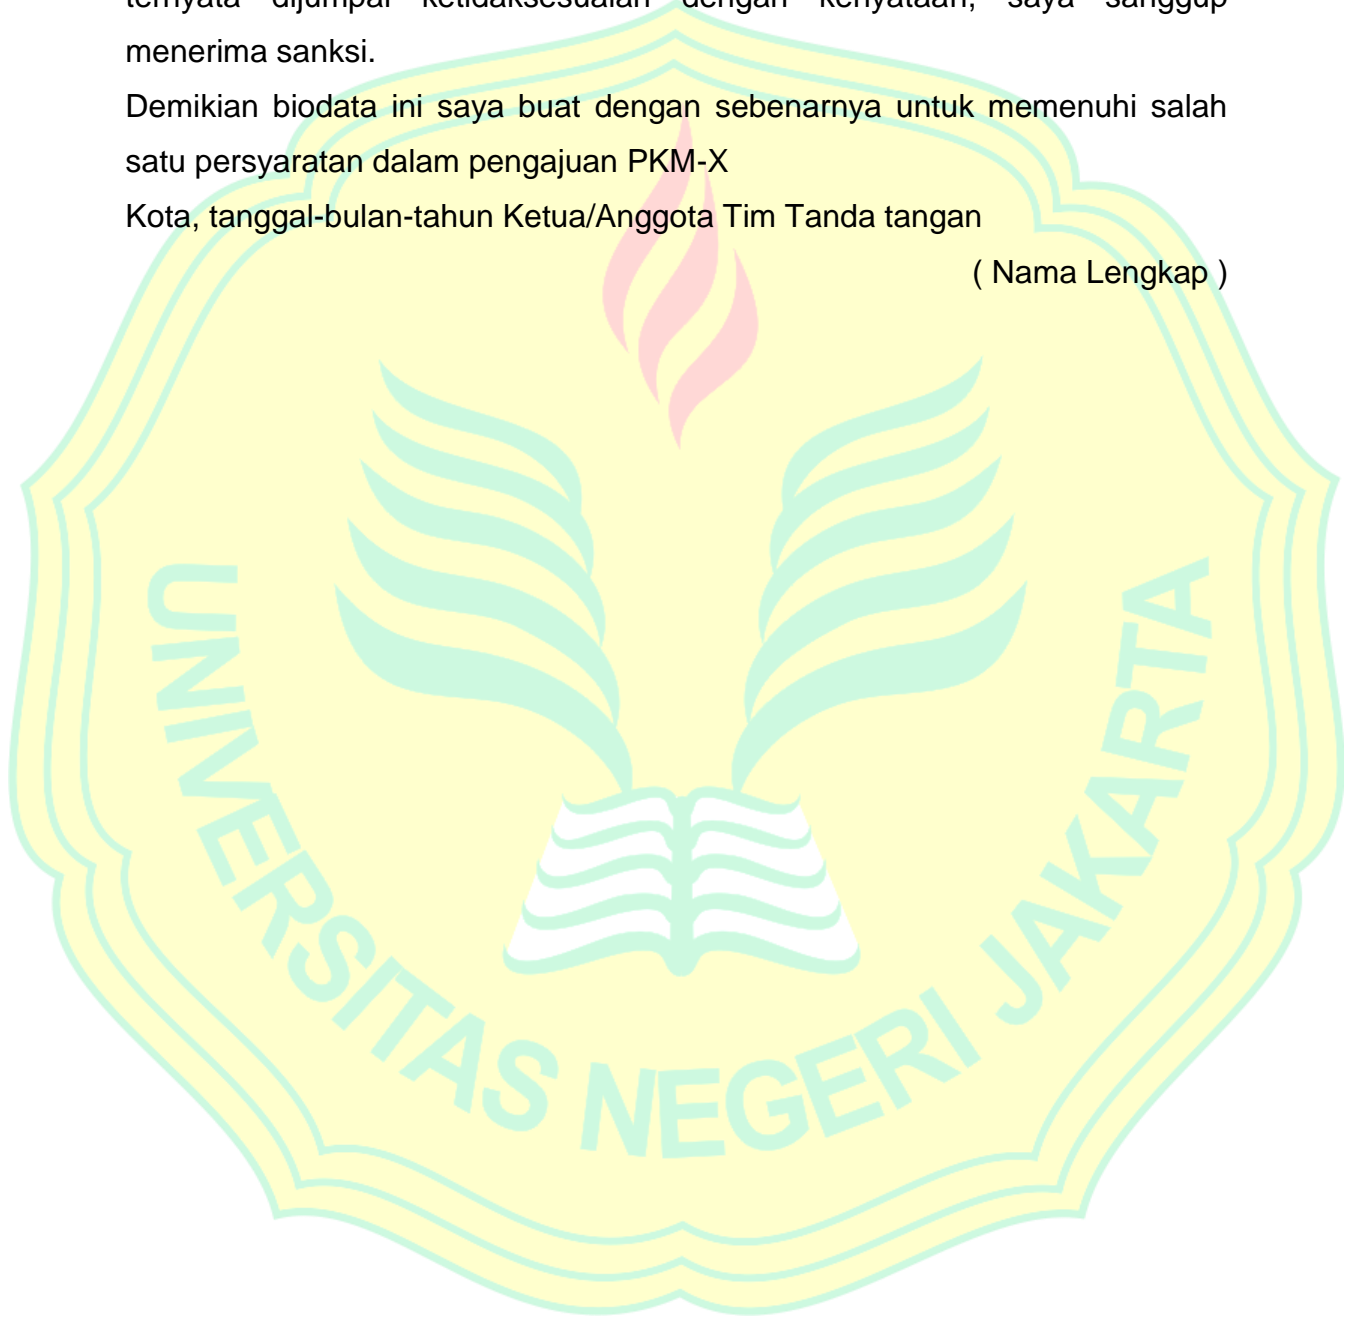 ternyata dijumpai ketidaksesuaian dengan kenyataan, saya sanggup
menerima sanksi.
Demikian biodata ini saya buat dengan sebenarnya untuk memenuhi salah
satu persyaratan dalam pengajuan PKM-X
Kota, tanggal-bulan-tahun Ketua/Anggota Tim Tanda tangan
( Nama Lengkap )
UNIVERSITAS NEGERI JAKARTA